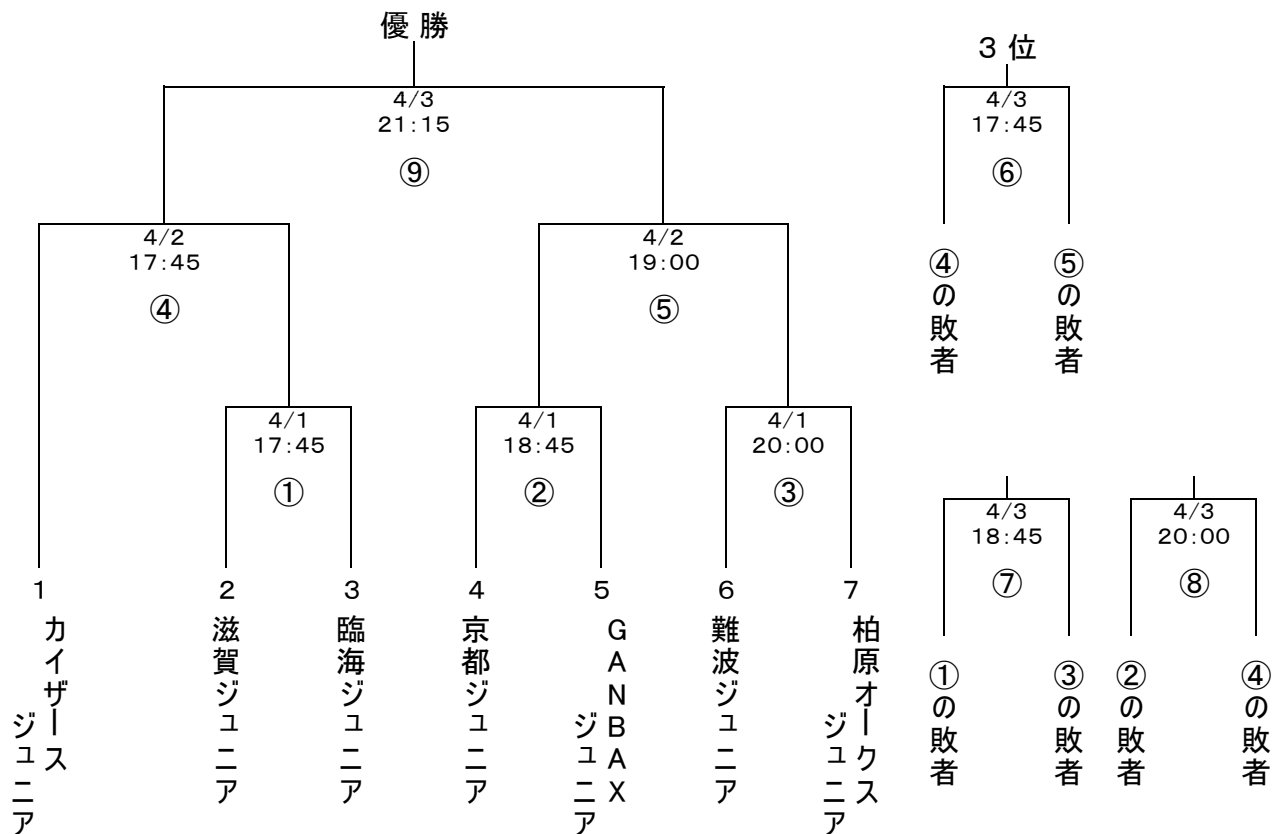 優 勝
4/3
21:15
⑨
4/2
17:45
④
4/2
19:00
⑤
4/1
17:45
①
4/1
18:45
②
4/1
20:00
③
1
カイザース
ジュニア
2
滋賀ジュニア
3
臨海ジュニア
4
京都ジュニア
5
GANBAX
ジュニア
6
難波ジュニア
7
柏原オークス
ジュニア
3 位
4/3
17:45
⑥
④の敗者
⑤の敗者
4/3
18:45
⑦
①の敗者
③の敗者
4/3
20:00
⑧
②の敗者
④の敗者